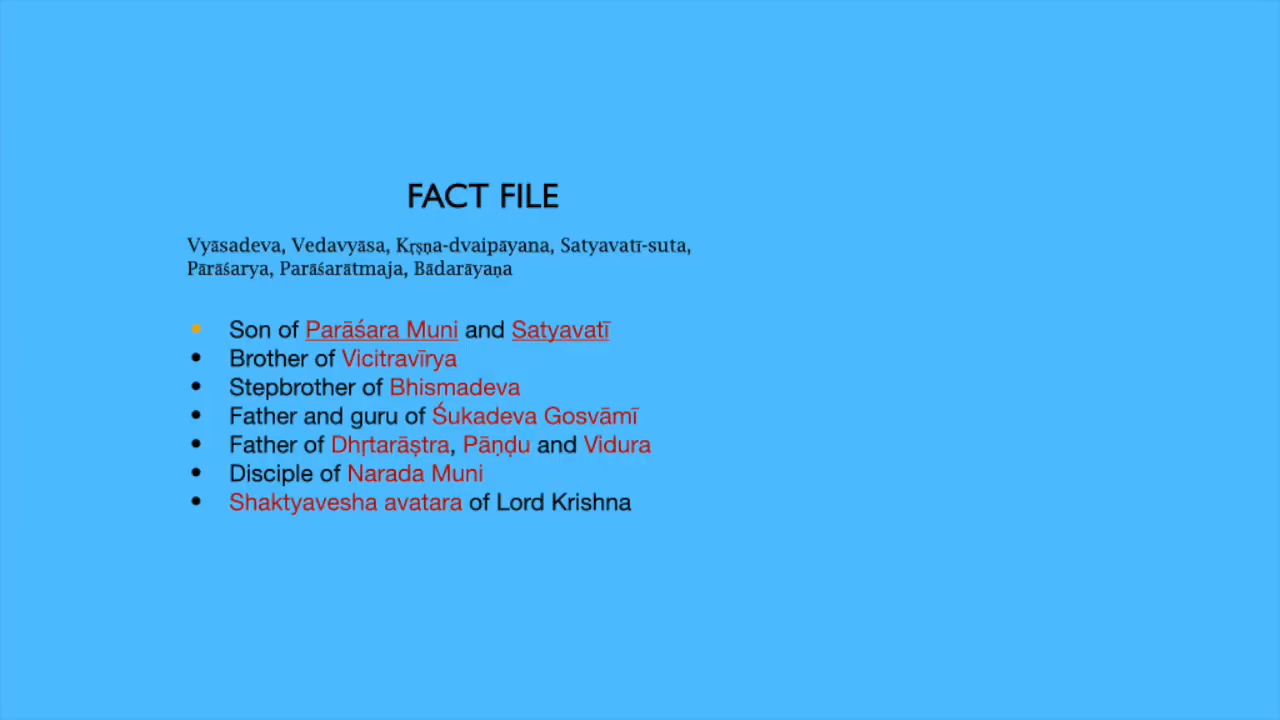 FACT FILE
Vyāsadeva, Vedavyāsa, Kṛṣṇa-dvaipāyana, Satyavatī-suta,
Pārāśarya, Parāśarātmaja, Bādarāyaṇa
• Son of Parāśara Muni and Satyavatī
• Brother of Vicitravīrya
• Stepbrother of Bhismadeva
• Father and guru of Śukadeva Gosvāmī
• Father of Dhṛtarāṣtra, Pāṇḍu and Vidura
• Disciple of Narada Muni
• Shaktyavesha avatara of Lord Krishna